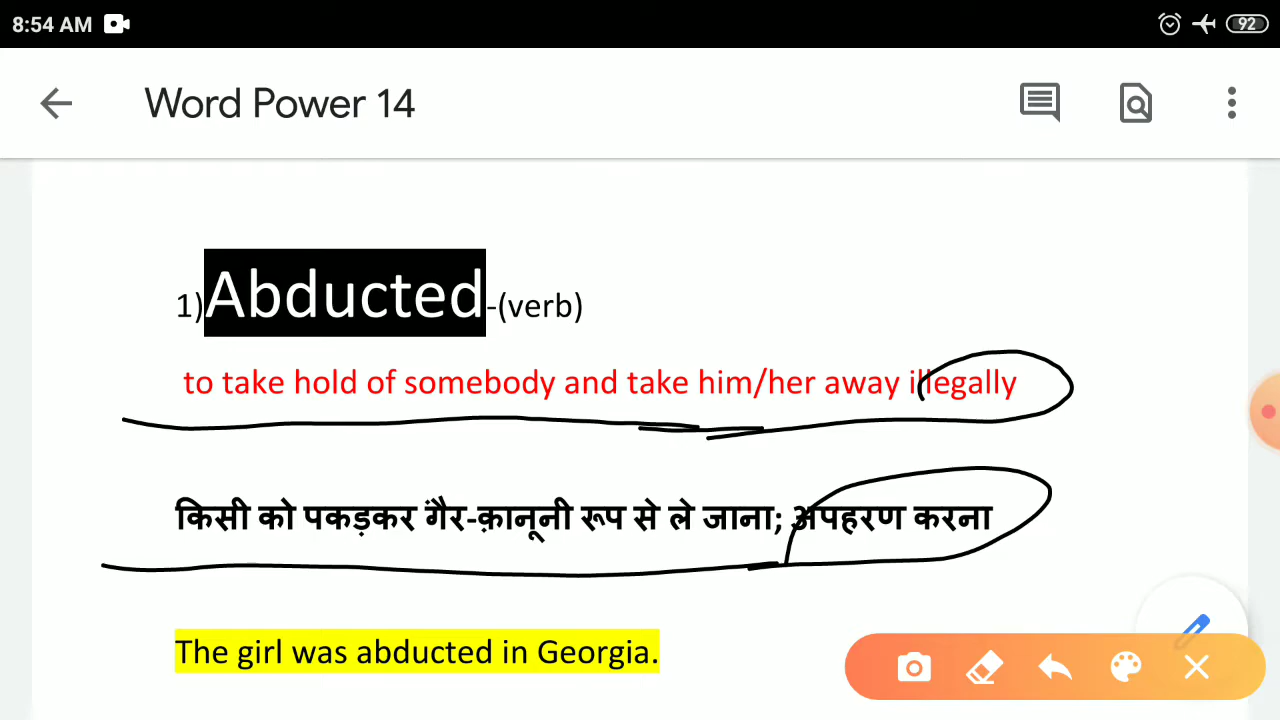 8:54 AM 92
Word Power 14
1)Abducted-(verb)
to take hold of somebody and take him/her away illegally
किसी को पकड़कर गैंर-क़ानूनी रूप से ले जाना; अपहरण करना
The girl was abducted in Georgia.